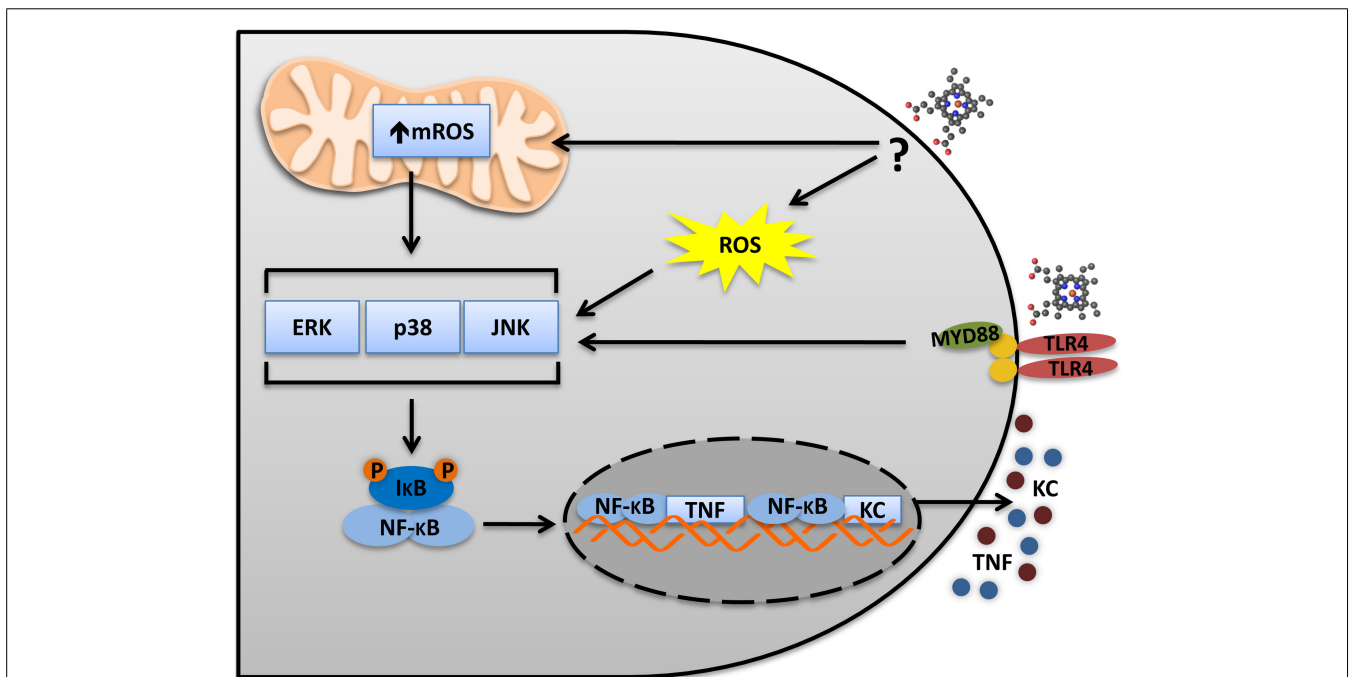 ↑mROS
?
ROS
ERK p38 JNK
MYD88
TLR4
TLR4
P P
IκB
NF-κB
NF-κB TNF NF-κB KC
KC
TNF